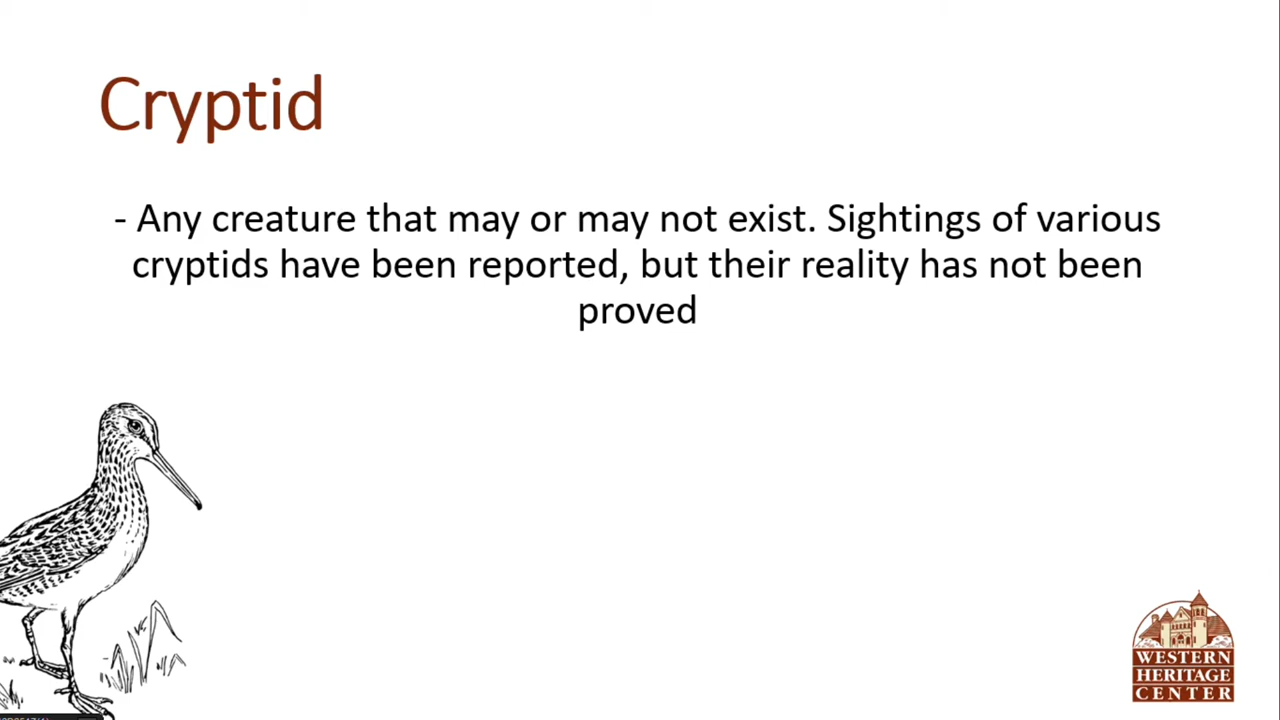 Cryptid
- Any creature that may or may not exist. Sightings of various
cryptids have been reported, but their reality has not been
proved
WESTERN
HERITAGE
CENTER